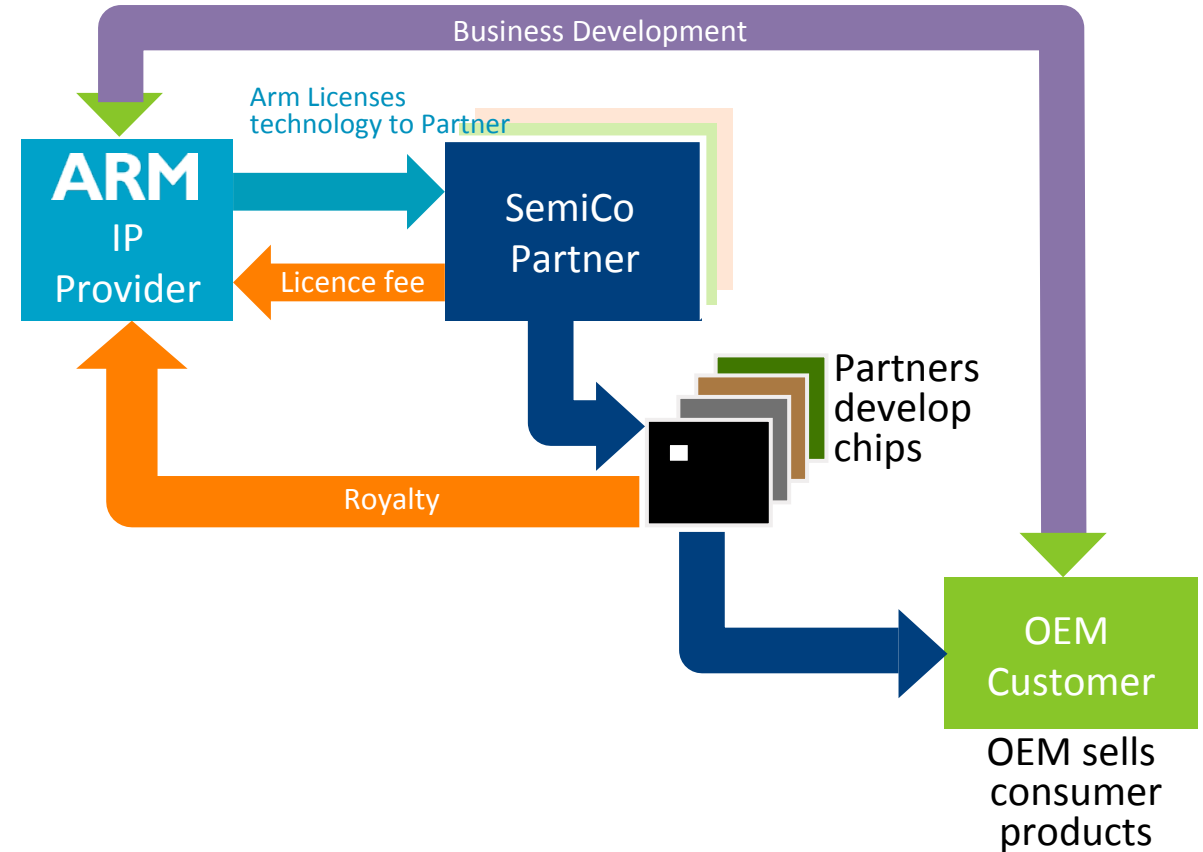 Business Development
Arm Licenses
technology to Partner
ARM
IP
Provider
SemiCo
Partner
Licence fee
Partners
develop
chips
Royalty
OEM
Customer
OEM sells
consumer
products